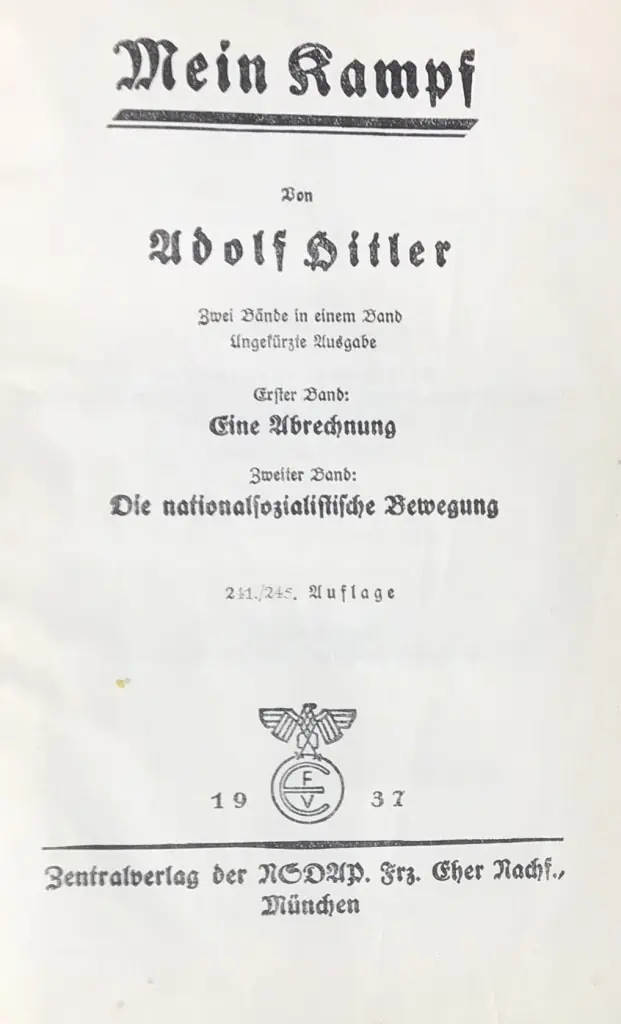 Mein Kampf
Von
Adolf Hitler
Zwei Bände in einem Band
Ungekürzte Ausgabe
Erster Band:
Eine Abrechnung
Zweiter Band:
Die nationalsozialistische Bewegung
241./245. Auflage
F
E
V
19 37
Zentralverlag der NSDAP. Frz. Eher Nachf.,
München